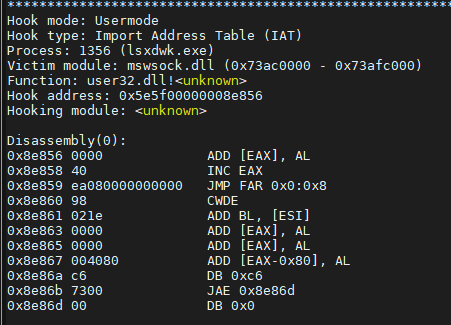 ************************************************************
Hook mode: Usermode
Hook type: Import Address Table (IAT)
Process: 1356 (lsxdwk.exe)
Victim module: mswsock.dll (0x73ac0000 - 0x73afc000)
Function: user32.dll!<unknown>
Hook address: 0x5e5f00000008e856
Hooking module: <unknown>
Disassembly(0):
0x8e856 0000 ADD [EAX], AL
0x8e858 40 INC EAX
0x8e859 ea080000000000 JMP FAR 0x0:0x8
0x8e860 98 CWDE
0x8e861 021e ADD BL, [ESI]
0x8e863 0000 ADD [EAX], AL
0x8e865 0000 ADD [EAX], AL
0x8e867 004080 ADD [EAX-0x80], AL
0x8e86a c6 DB 0xc6
0x8e86b 7300 JAE 0x8e86d
0x8e86d 00 DB 0x0